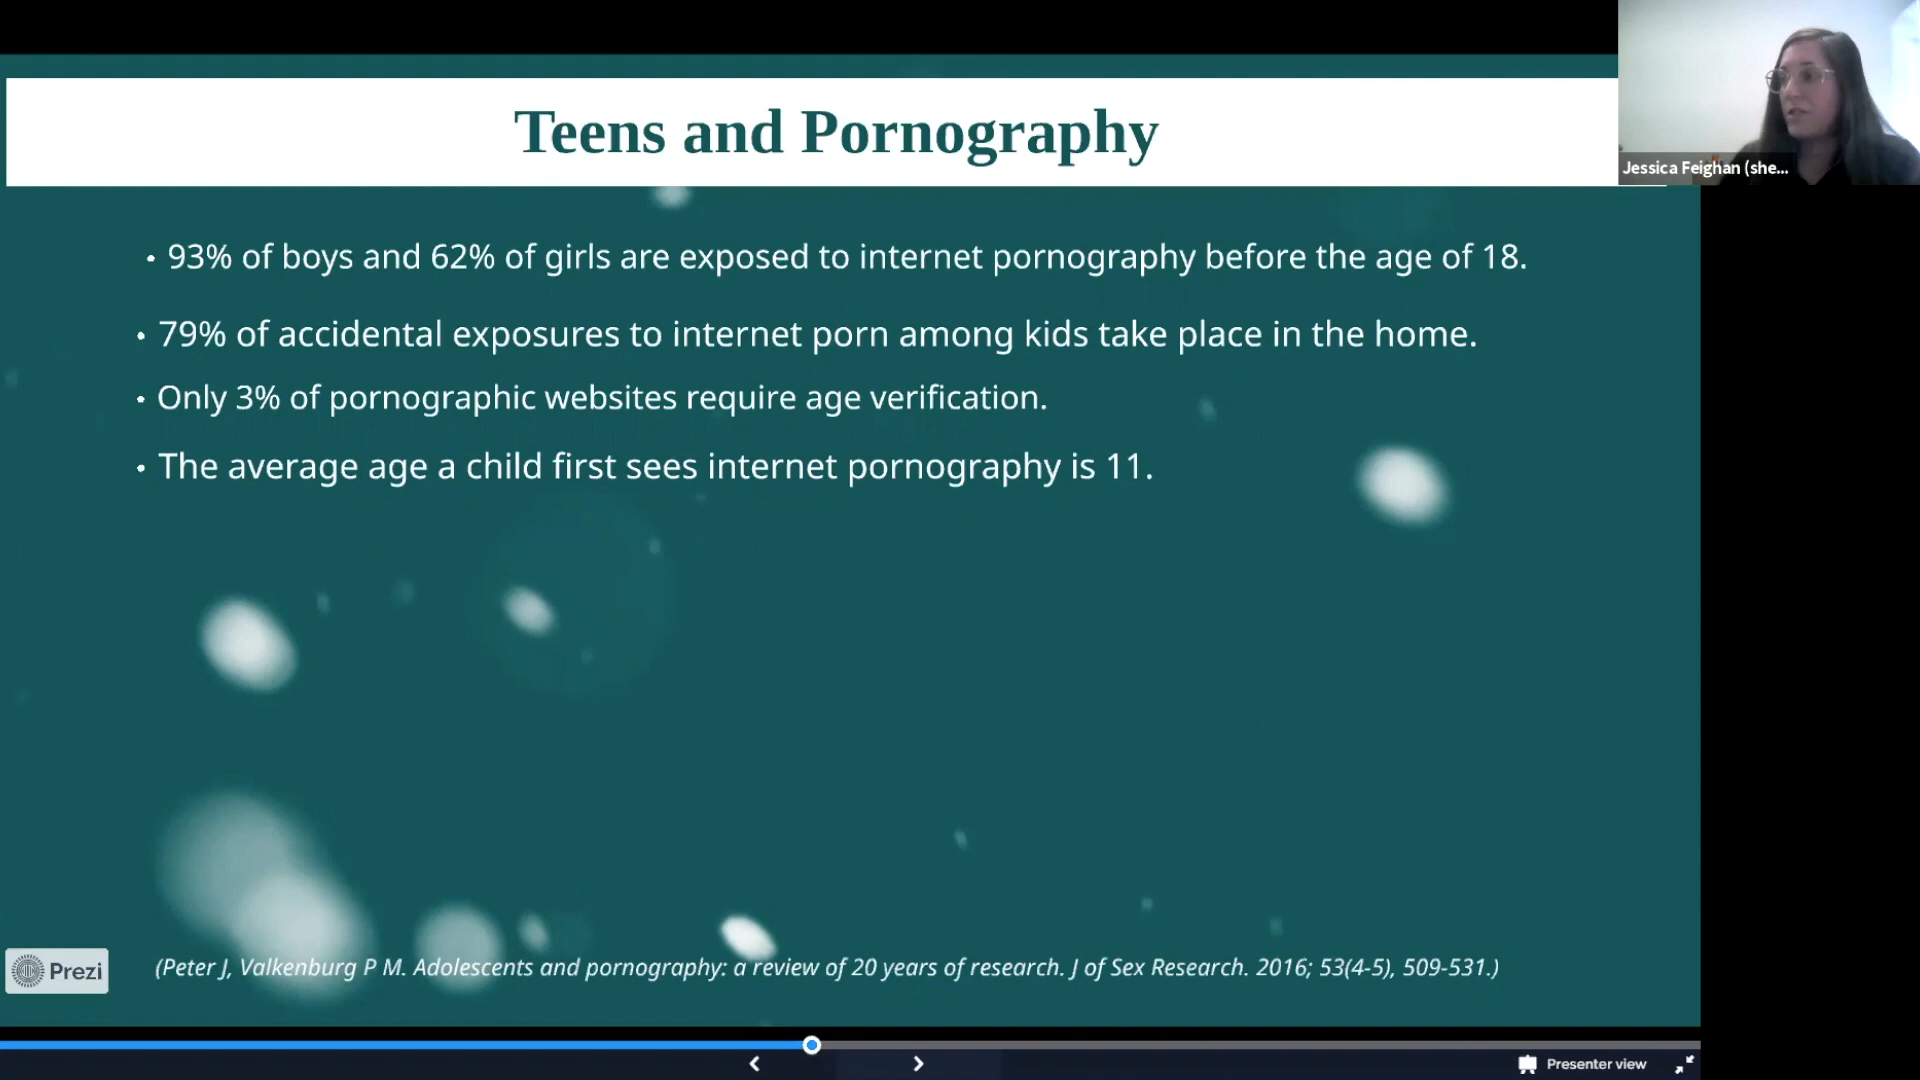 Teens and Pornography
Jessica Feighan (she...
• 93% of boys and 62% of girls are exposed to internet pornography before the age of 18.
• 79% of accidental exposures to internet porn among kids take place in the home.
• Only 3% of pornographic websites require age verification.
• The average age a child first sees internet pornography is 11.
Prezi
(Peter J, Valkenburg P M. Adolescents and pornography: a review of 20 years of research. J of Sex Research. 2016; 53(4-5), 509-531.)
Presenter view